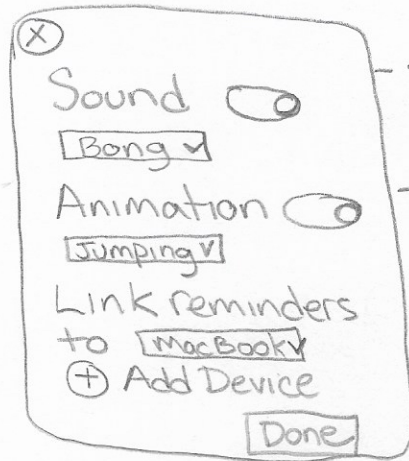 X
Sound
Bong
Animation
Jumping
Link reminders
to MacBook
+ Add Device
Done